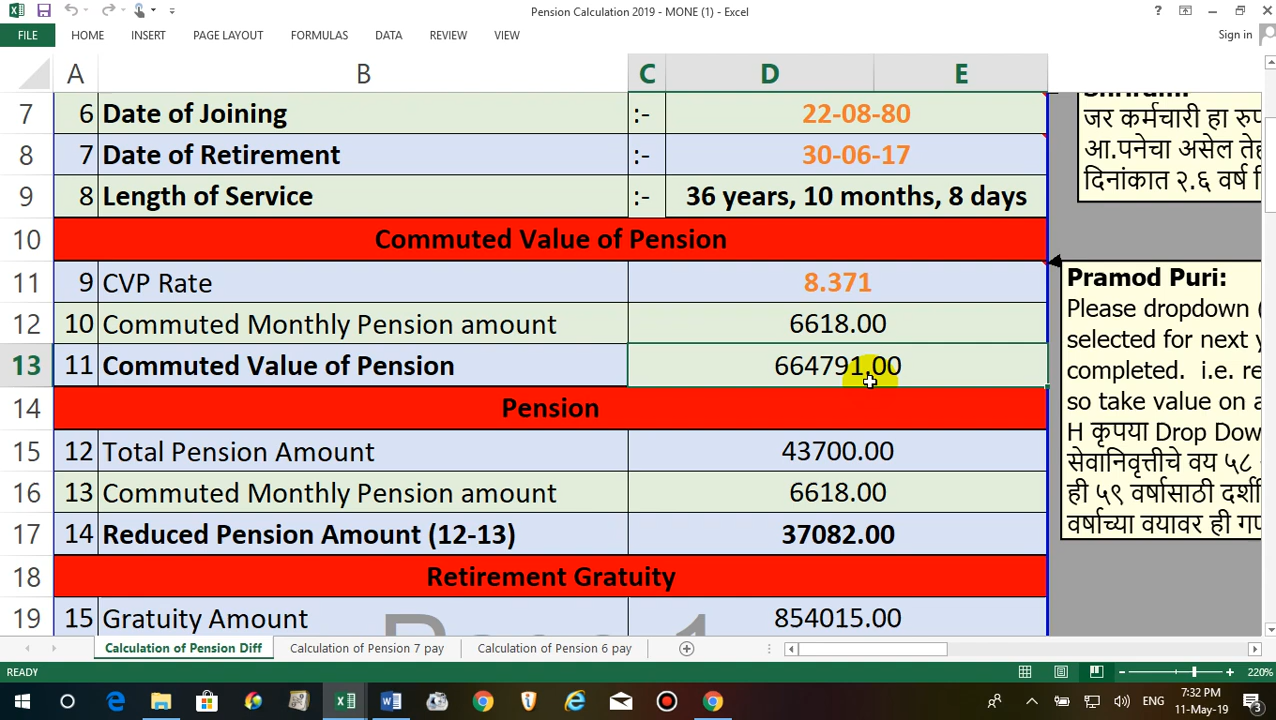 Pension Calculation 2019 - MONE (1) - Excel
?
FILE HOME INSERT PAGE LAYOUT FORMULAS DATA REVIEW VIEW Sign in
A B C D E
7 6 Date of Joining :- 22-08-80
8 7 Date of Retirement :- 30-06-17
9 8 Length of Service :- 36 years, 10 months, 8 days
10 Commuted Value of Pension
11 9 CVP Rate 8.371
12 10 Commuted Monthly Pension amount 6618.00
13 11 Commuted Value of Pension 664791.00
14 Pension
15 12 Total Pension Amount 43700.00
16 13 Commuted Monthly Pension amount 6618.00
17 14 Reduced Pension Amount (12-13) 37082.00
18 Retirement Gratuity
19 15 Gratuity Amount 854015.00
जर कर्मचारी हा
आ.पनेचा असेल
दिनांकात २.६ वर्ष
Pramod Puri:
Please dropdown (
selected for next y
completed. i.e. re
so take value on a
H कृपया Drop Dow
सेवानिवृत्तीचे वय ५८
ही ५९ वर्षासाठी
वर्षाच्या वयावर ही
Calculation of Pension Diff Calculation of Pension 7 pay Calculation of Pension 6 pay
READY 220%
ENG 7:32 PM
11-May-19 3